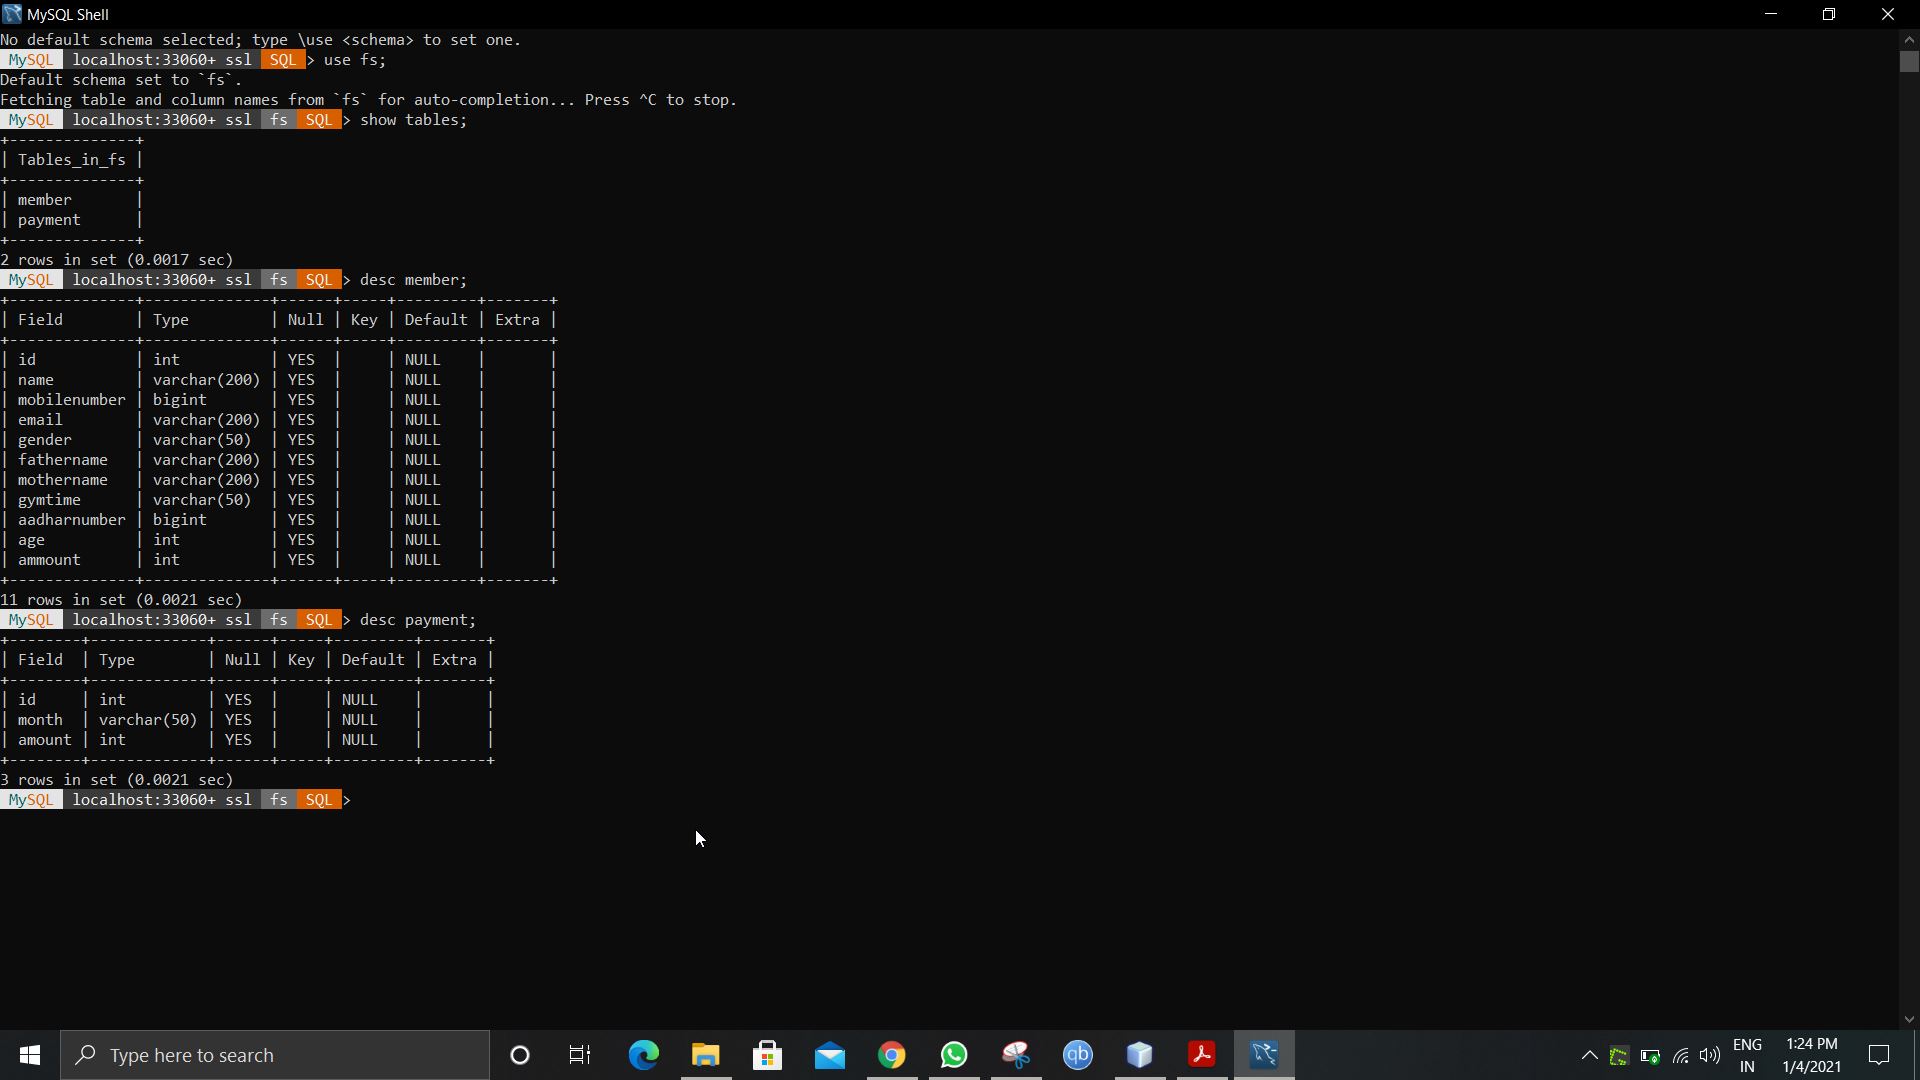 MySQL Shell
No default schema selected; type \use <schema> to set one.
MySQL localhost:33060+ ssl SQL > use fs;
Default schema set to `fs`.
Fetching table and column names from `fs` for auto-completion... Press ^C to stop.
MySQL localhost:33060+ ssl fs SQL > show tables;
+--------------+
| Tables_in_fs |
+--------------+
| member       |
| payment      |
+--------------+
2 rows in set (0.0017 sec)
MySQL localhost:33060+ ssl fs SQL > desc member;
+--------------+--------------+------+-----+---------+-------+
| Field        | Type         | Null | Key | Default | Extra |
+--------------+--------------+------+-----+---------+-------+
| id           | int          | YES  |     | NULL    |       |
| name         | varchar(200) | YES  |     | NULL    |       |
| mobilenumber | bigint       | YES  |     | NULL    |       |
| email        | varchar(200) | YES  |     | NULL    |       |
| gender       | varchar(50)  | YES  |     | NULL    |       |
| fathername   | varchar(200) | YES  |     | NULL    |       |
| mothername   | varchar(200) | YES  |     | NULL    |       |
| gymtime      | varchar(50)  | YES  |     | NULL    |       |
| aadharnumber | bigint       | YES  |     | NULL    |       |
| age          | int          | YES  |     | NULL    |       |
| ammount      | int          | YES  |     | NULL    |       |
+--------------+--------------+------+-----+---------+-------+
11 rows in set (0.0021 sec)
MySQL localhost:33060+ ssl fs SQL > desc payment;
+--------+-------------+------+-----+---------+-------+
| Field  | Type        | Null | Key | Default | Extra |
+--------+-------------+------+-----+---------+-------+
| id     | int         | YES  |     | NULL    |       |
| month  | varchar(50) | YES  |     | NULL    |       |
| amount | int         | YES  |     | NULL    |       |
+--------+-------------+------+-----+---------+-------+
3 rows in set (0.0021 sec)
MySQL localhost:33060+ ssl fs SQL >
Type here to search
qb
ENG
IN
1:24 PM
1/4/2021